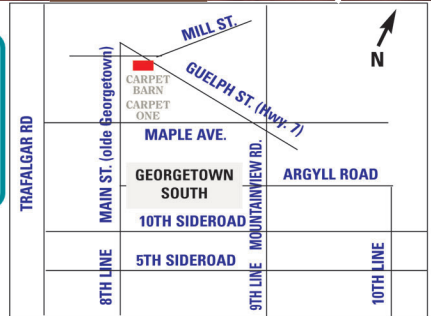 MILL ST.
N
GUELPH ST. (Hwy. 7)
CARPET
BARN
CARPET
ONE
TRAFALGAR RD
MAIN ST. (olde Georgetown)
MAPLE AVE.
MOUNTAINVIEW RD.
GEORGETOWN
SOUTH
ARGYLL ROAD
10TH SIDEROAD
5TH SIDEROAD
8TH LINE
9TH LINE
10TH LINE